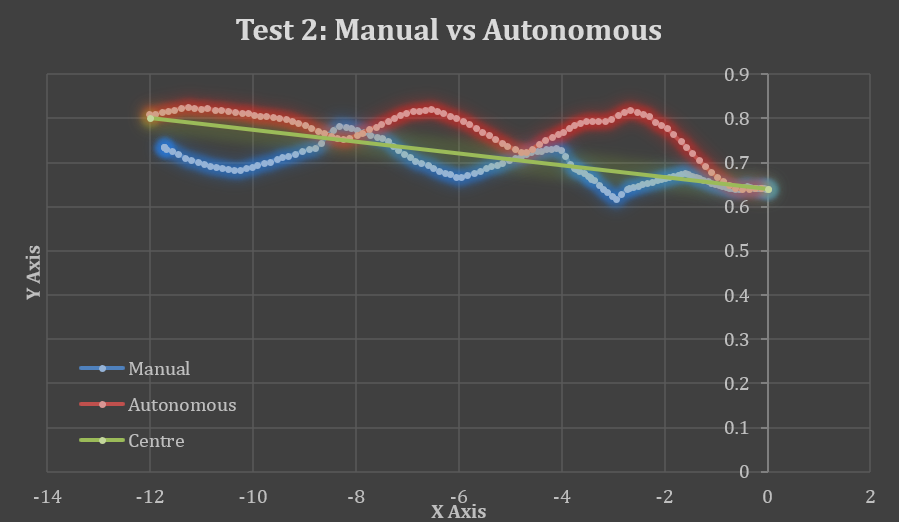 Test 2: Manual vs Autonomous
0.9
0.8
0.7
0.6
0.5
0.4
0.3
0.2
0.1
0
Y Axis
Manual
Autonomous
Centre
-14 -12 -10 -8 -6 -4 -2 0 2
X Axis